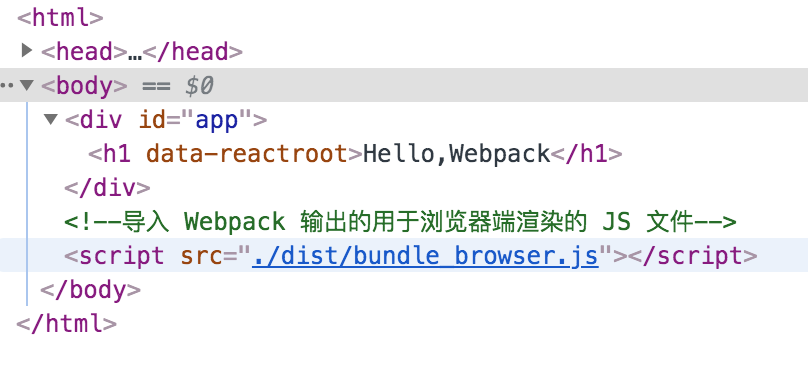 <html>
<head>…</head>
<body> == $0
<div id="app">
<h1 data-reactroot>Hello,Webpack</h1>
</div>
<!--导入 Webpack 输出的用于浏览器端渲染的 JS 文件-->
<script src="./dist/bundle_browser.js"></script>
</body>
</html>